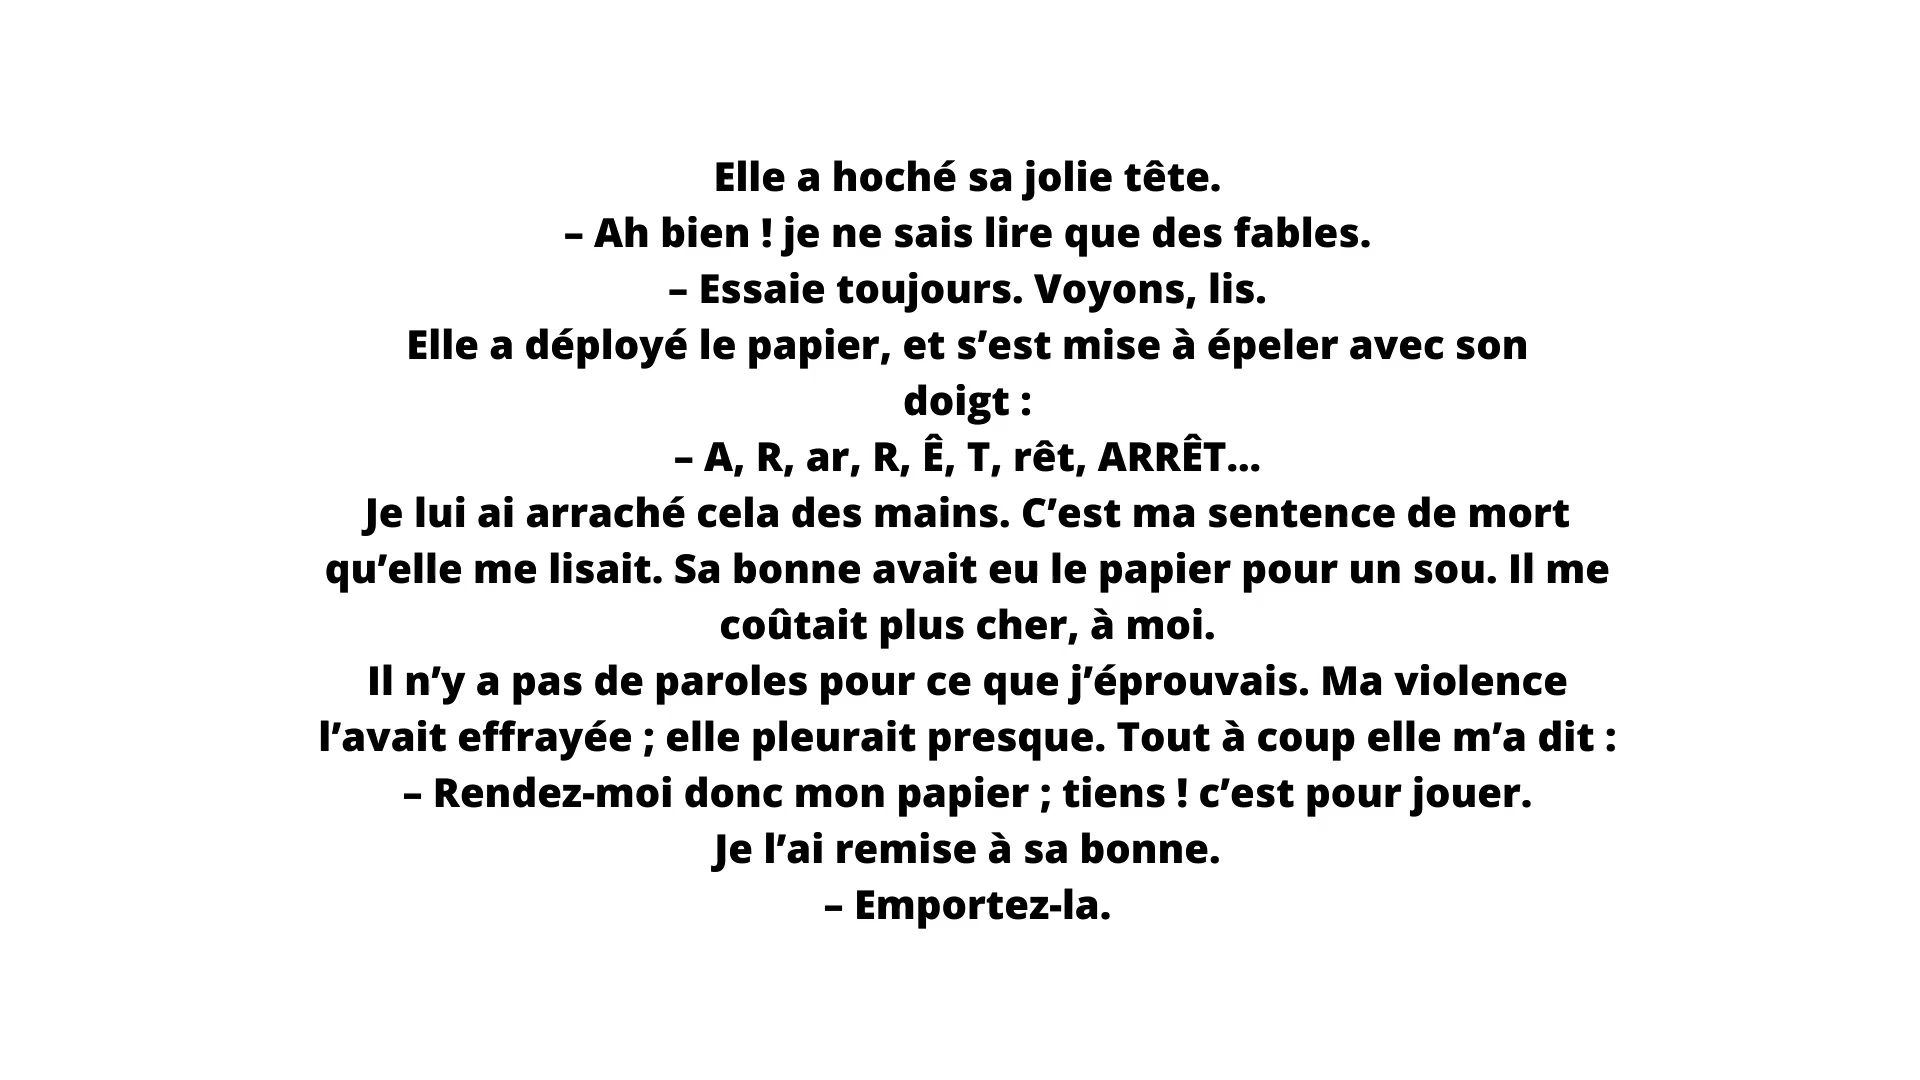 Elle a hoché sa jolie tête.
– Ah bien ! je ne sais lire que des fables.
– Essaie toujours. Voyons, lis.
Elle a déployé le papier, et s’est mise à épeler avec son
doigt :
– A, R, ar, R, Ê, T, rêt, ARRÊT...
Je lui ai arraché cela des mains. C’est ma sentence de mort
qu’elle me lisait. Sa bonne avait eu le papier pour un sou. Il me
coûtait plus cher, à moi.
Il n’y a pas de paroles pour ce que j’éprouvais. Ma violence
l’avait effrayée ; elle pleurait presque. Tout à coup elle m’a dit :
– Rendez-moi donc mon papier ; tiens ! c’est pour jouer.
Je l’ai remise à sa bonne.
– Emportez-la.